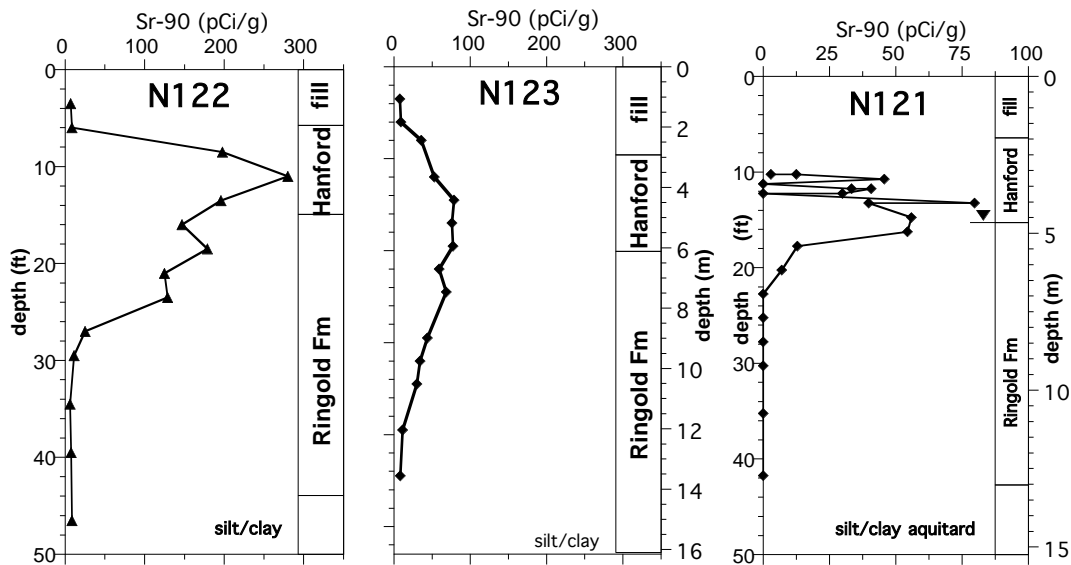 Sr-90 (pCi/g)
0 100 200 300
N122
0
10
20
30
40
50
depth (ft)
fill
Hanford
Ringold Fm
silt/clay
Sr-90 (pCi/g)
0 100 200 300
N123
fill
Hanford
Ringold Fm
silt/clay
0
2
4
6
8
10
12
14
16
depth (m)
Sr-90 (pCi/g)
0 25 50 75 100
N121
0
10
20
30
40
50
depth (ft)
fill
Hanford
Ringold Fm
silt/clay aquitard
0
5
10
15
depth (m)